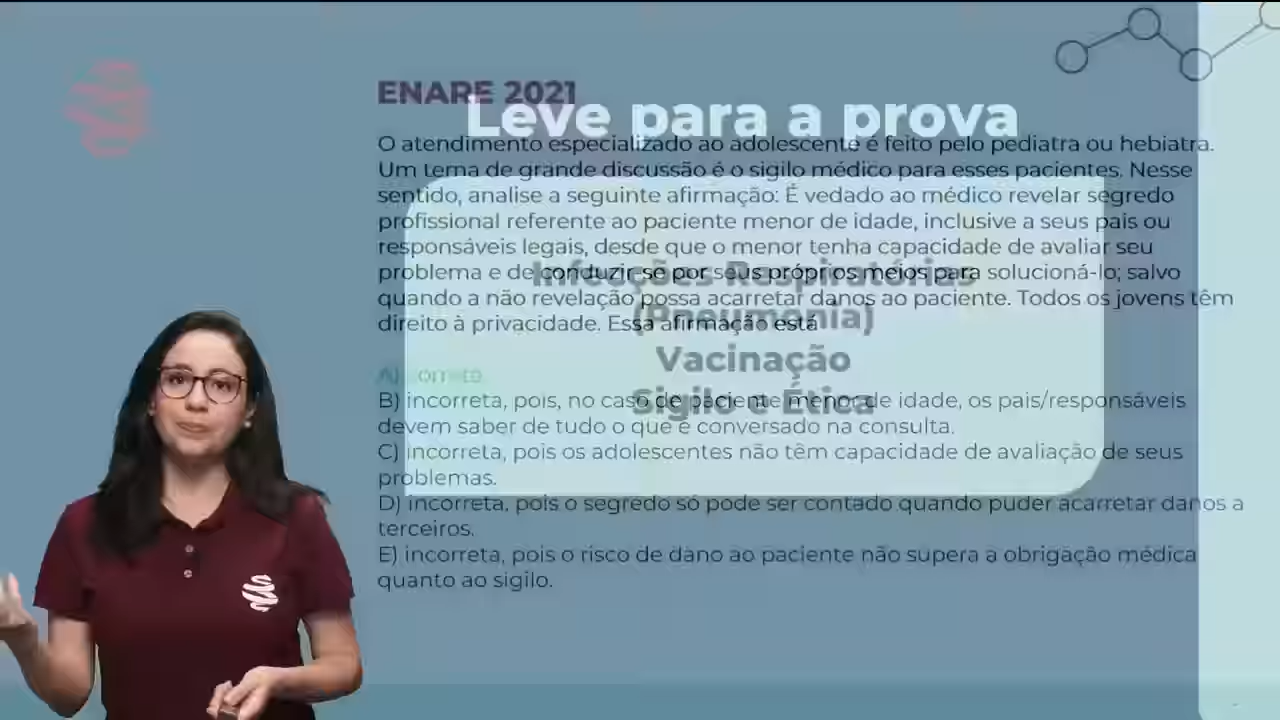 ENARE 2021
Leve para a prova
O atendimento especializado ao adolescente é feito pelo pediatra ou hebiatra.
Um tema de grande discussão é o sigilo médico para esses pacientes. Nesse
sentido, analise a seguinte afirmação: É vedado ao médico revelar segredo
profissional referente ao paciente menor de idade, inclusive a seus pais ou
responsáveis legais, desde que o menor tenha capacidade de avaliar seu
problema e de conduzir-se por seus próprios meios para solucioná-lo; salvo
quando a não revelação possa acarretar danos ao paciente. Todos os jovens têm
direito à privacidade. Essa afirmação está
Infecções Respiratórias
(Pneumonia)
Vacinação
Sigilo e Ética
A) correta.
B) incorreta, pois, no caso de paciente menor de idade, os pais/responsáveis
devem saber de tudo o que é conversado na consulta.
C) incorreta, pois os adolescentes não têm capacidade de avaliação de seus
problemas.
D) incorreta, pois o segredo só pode ser contado quando puder acarretar danos a
terceiros.
E) incorreta, pois o risco de dano ao paciente não supera a obrigação médica
quanto ao sigilo.